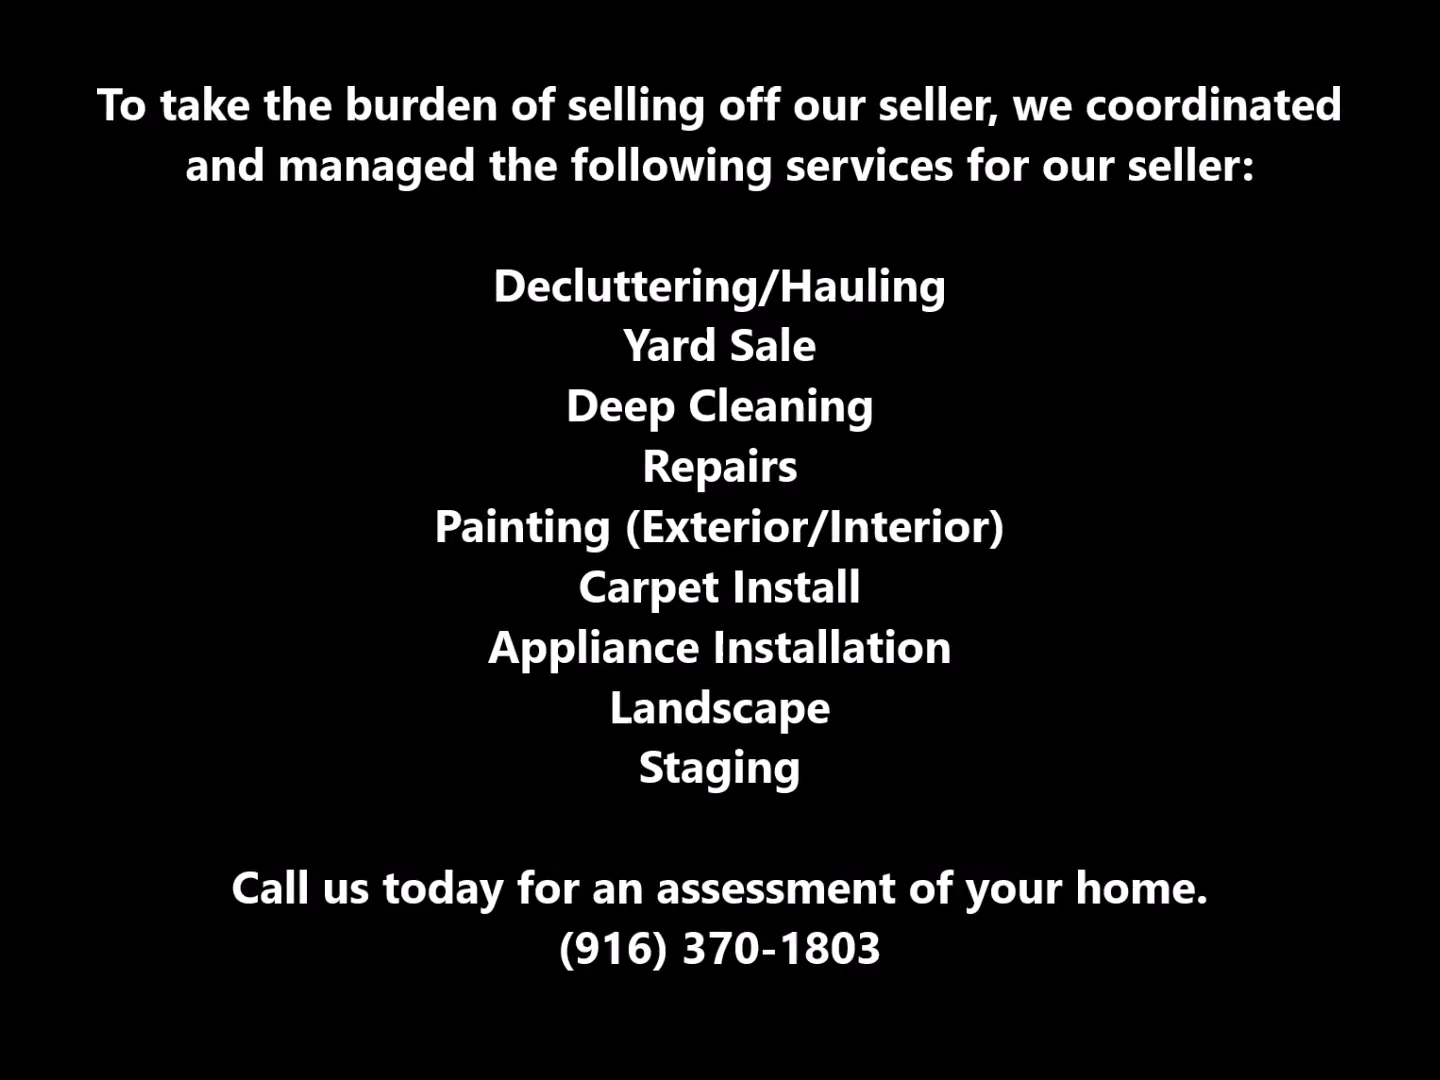 To take the burden of selling off our seller, we coordinated
and managed the following services for our seller:
Decluttering/Hauling
Yard Sale
Deep Cleaning
Repairs
Painting (Exterior/Interior)
Carpet Install
Appliance Installation
Landscape
Staging
Call us today for an assessment of your home.
(916) 370-1803